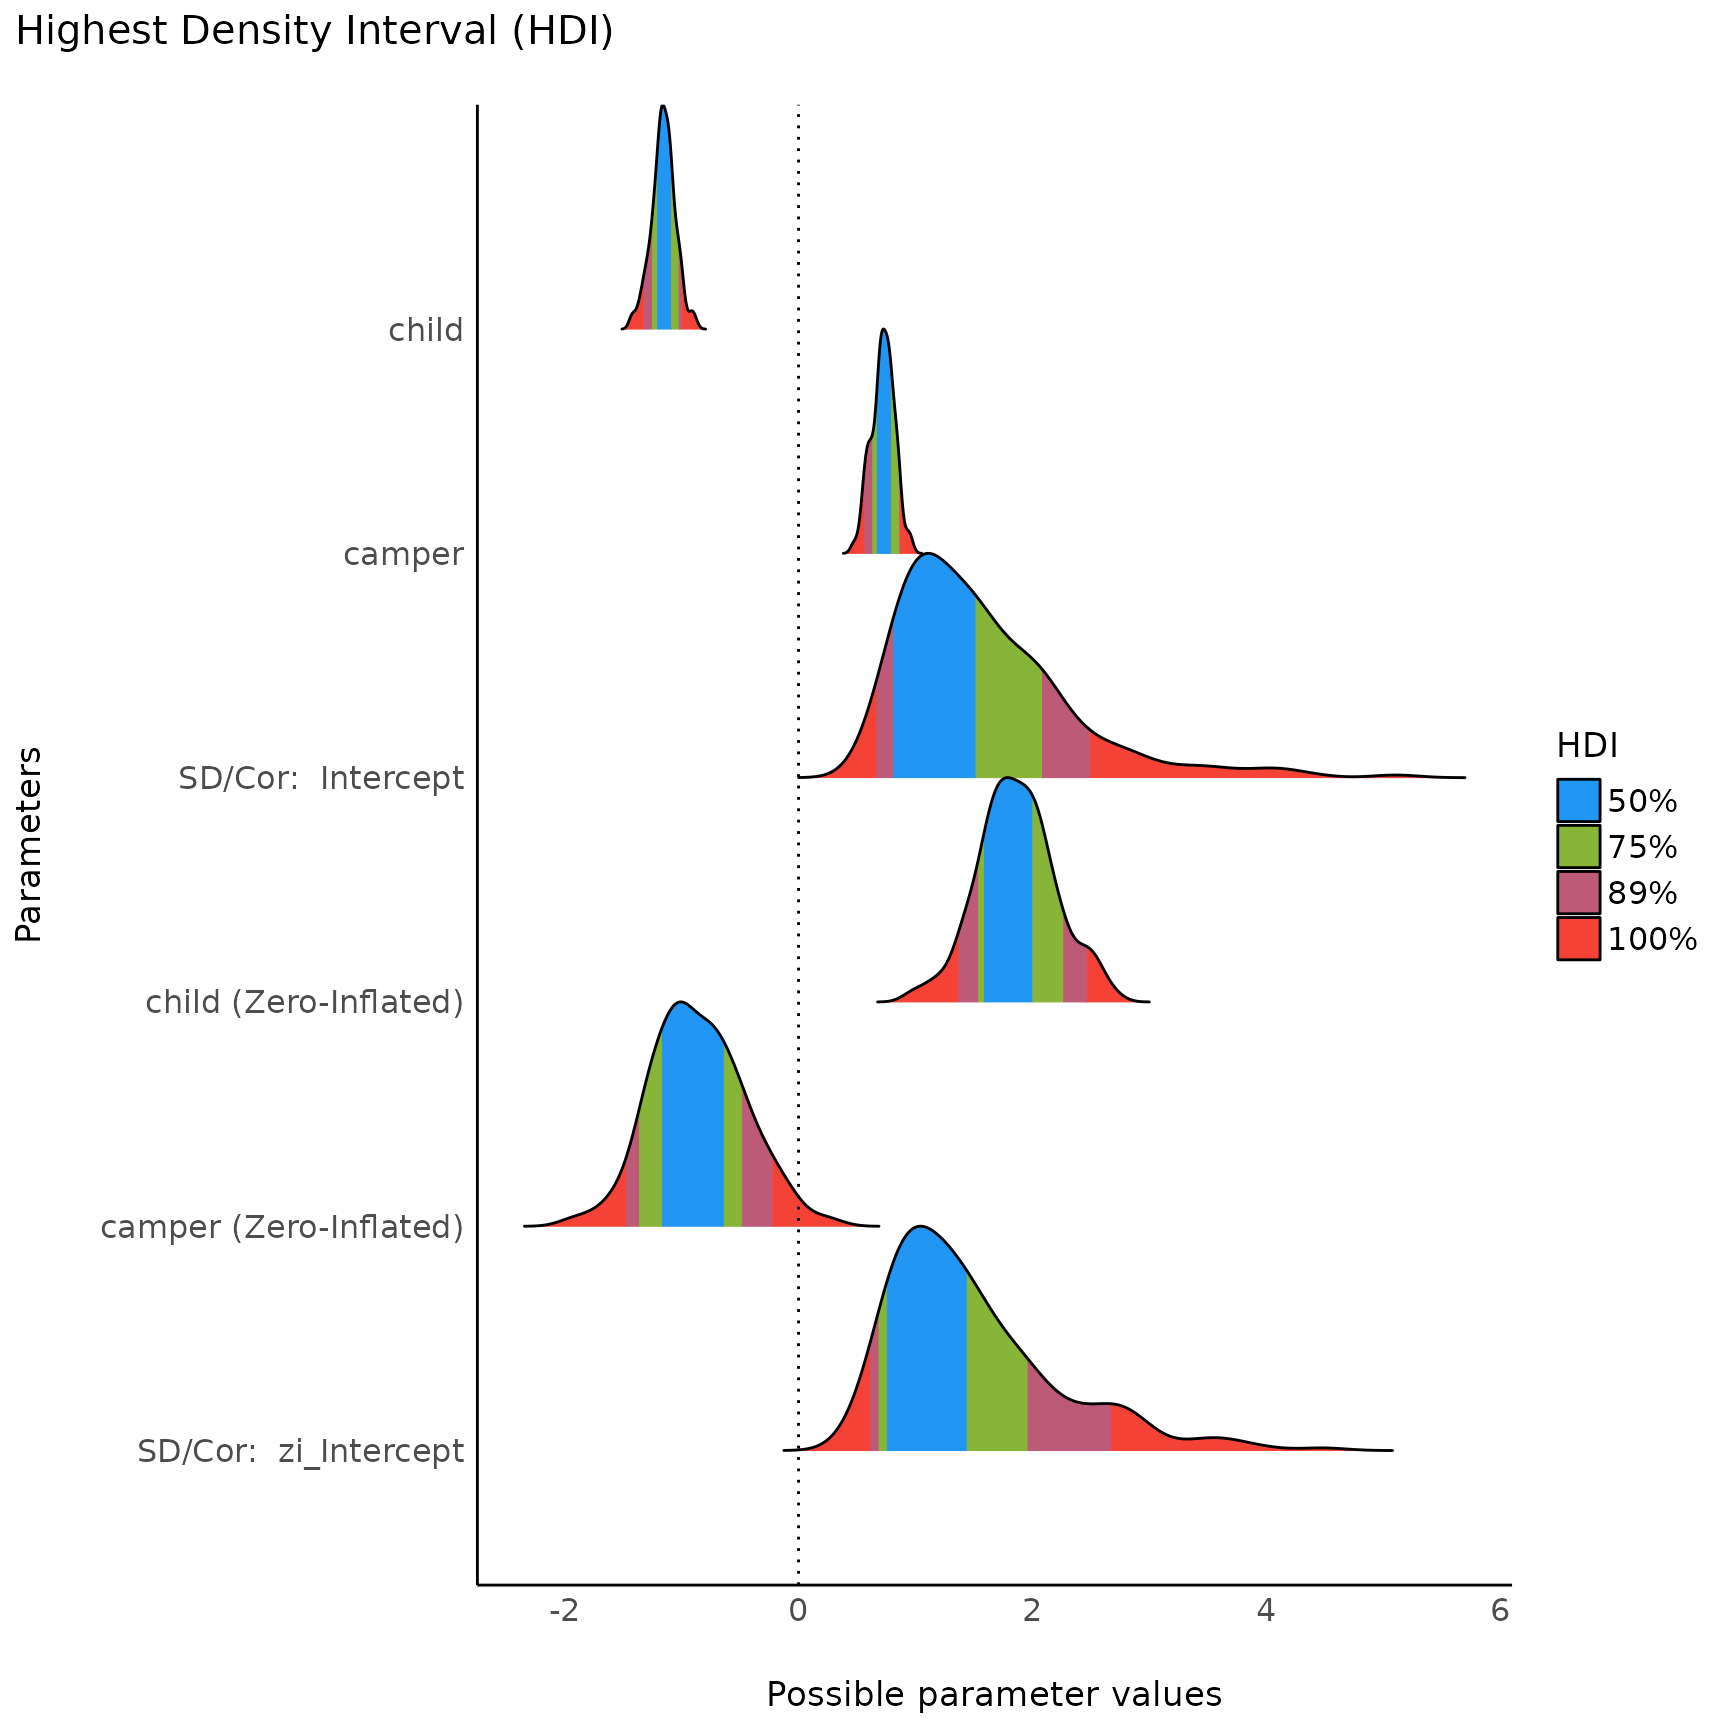 Highest Density Interval (HDI)
child
camper
SD/Cor:  Intercept
child (Zero-Inflated)
camper (Zero-Inflated)
SD/Cor:  zi_Intercept
Parameters
-2 0 2 4 6
Possible parameter values
HDI
50%
75%
89%
100%